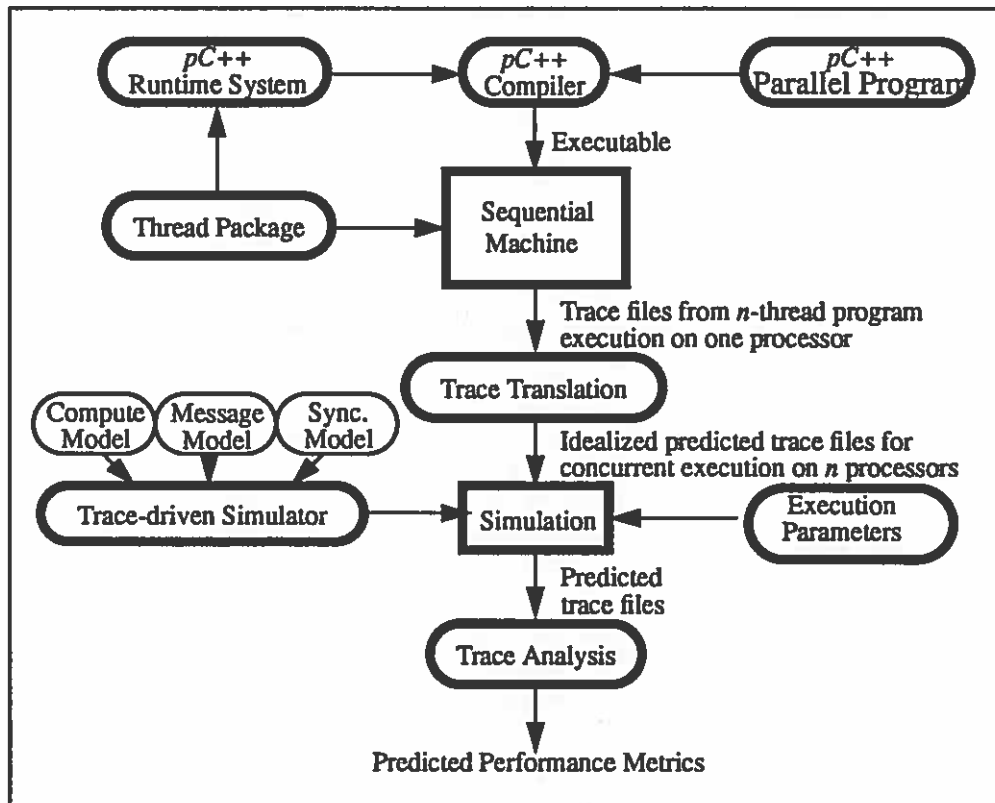 pC++
Runtime System
pC++
Compiler
pC++
Parallel Program
Executable
Thread Package
Sequential
Machine
Trace files from n-thread program
execution on one processor
Trace Translation
Compute
Model
Message
Model
Sync.
Model
Idealized predicted trace files for
concurrent execution on n processors
Trace-driven Simulator
Simulation
Execution
Parameters
Predicted
trace files
Trace Analysis
Predicted Performance Metrics